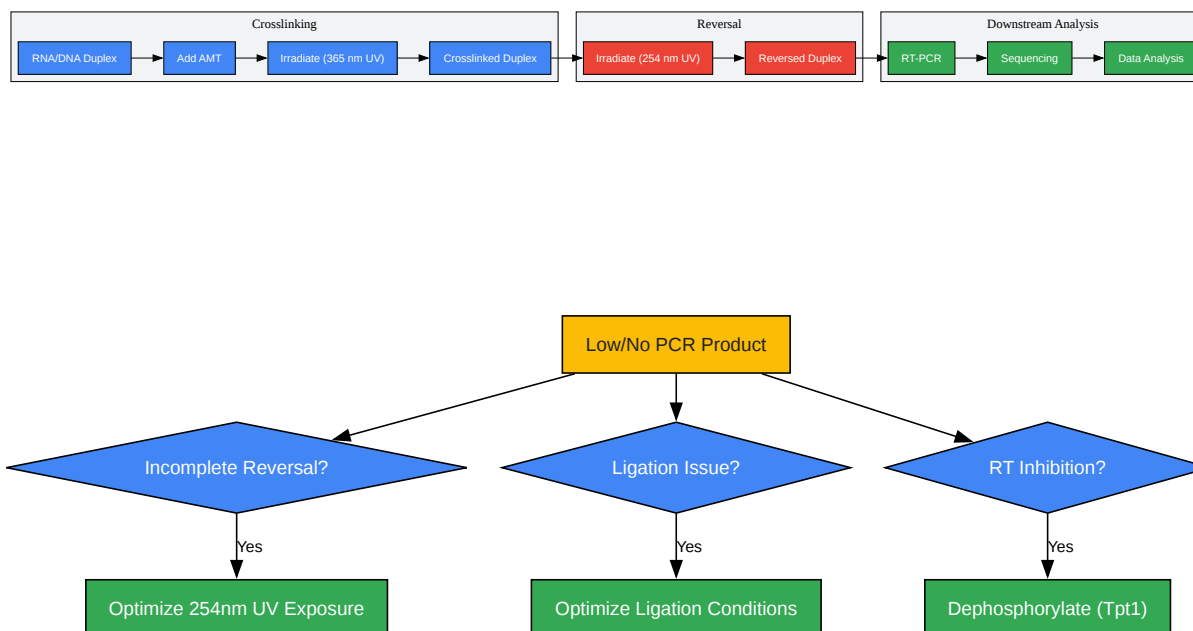 Crosslinking
Reversal
Downstream Analysis
RNA/DNA Duplex
Add AMT
Irradiate (365 nm UV)
Crosslinked Duplex
Irradiate (254 nm UV)
Reversed Duplex
RT-PCR
Sequencing
Data Analysis
Low/No PCR Product
Incomplete Reversal?
Ligation Issue?
RT Inhibition?
Yes
Yes
Yes
Optimize 254nm UV Exposure
Optimize Ligation Conditions
Dephosphorylate (Tpt1)